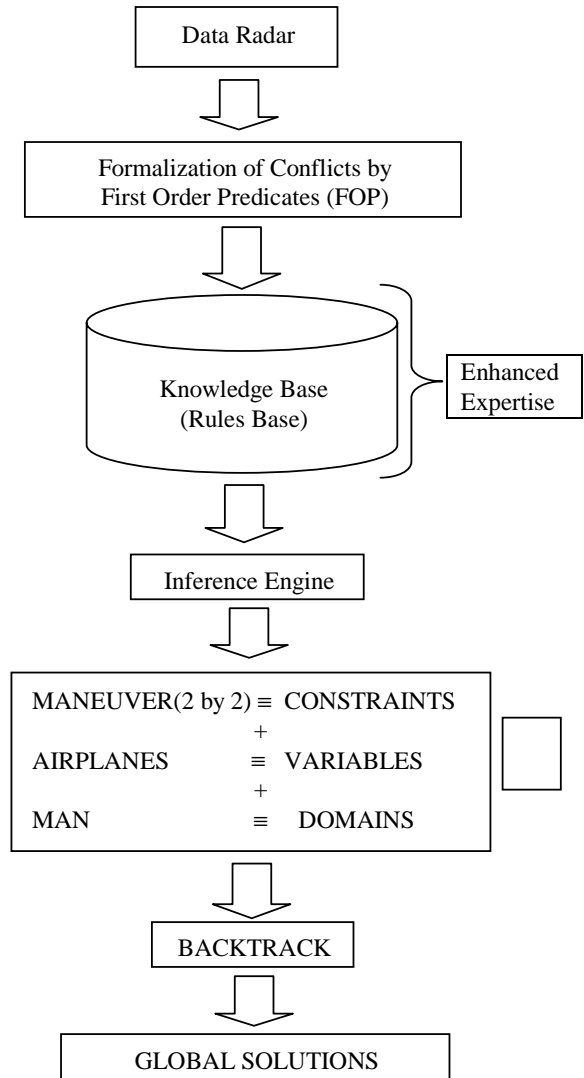 Data Radar
Formalization of Conflicts by
First Order Predicates (FOP)
Knowledge Base
(Rules Base)
Enhanced
Expertise
Inference Engine
MANEUVER(2 by 2) ≡ CONSTRAINTS
+
AIRPLANES ≡ VARIABLES
+
MAN ≡ DOMAINS
BACKTRACK
GLOBAL SOLUTIONS